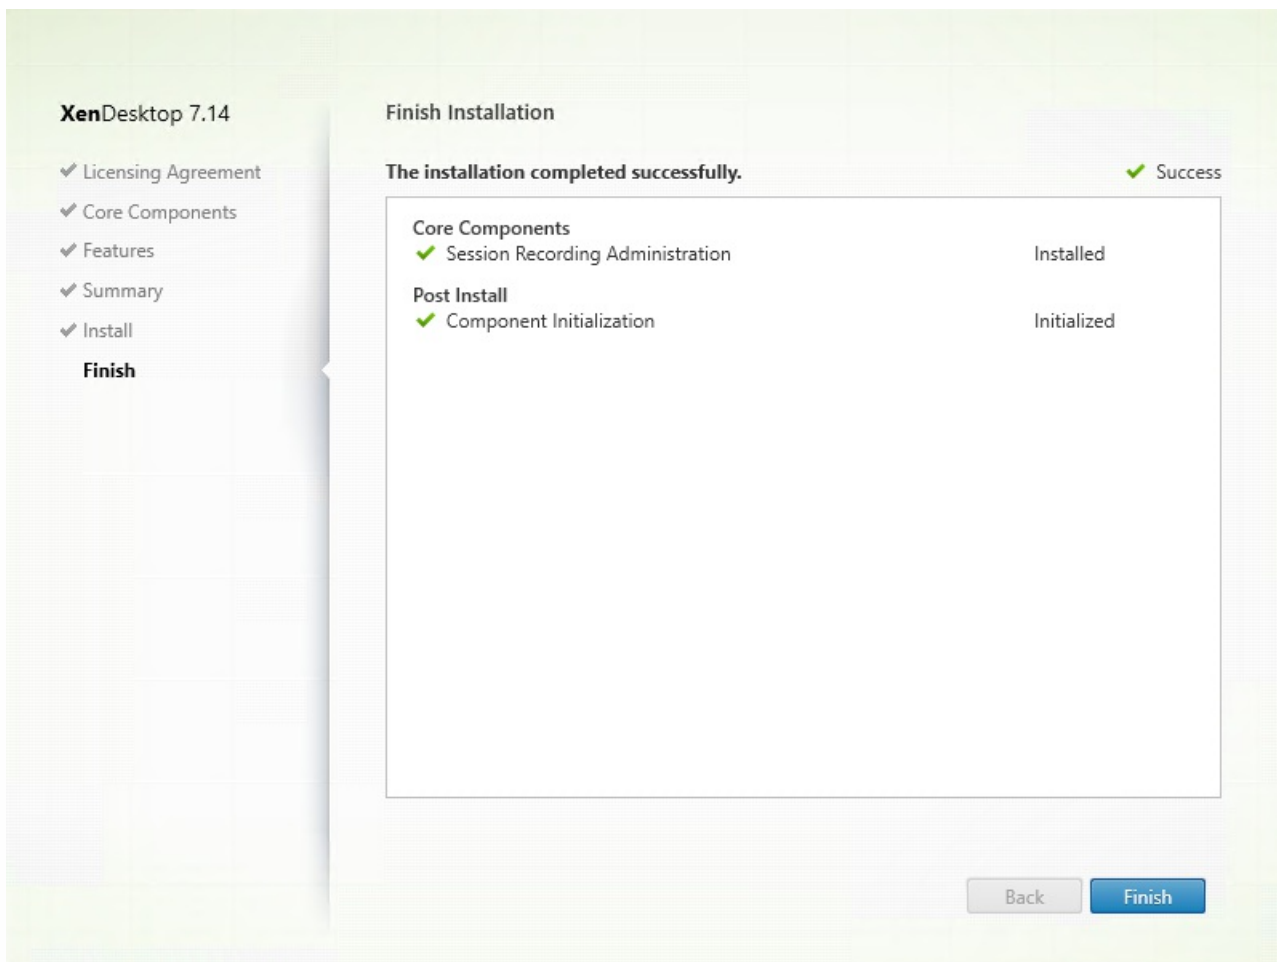 XenDesktop 7.14
Licensing Agreement
Core Components
Features
Summary
Install
Finish
Finish Installation
The installation completed successfully.
Success
Core Components
Session Recording Administration Installed
Post Install
Component Initialization Initialized
Back Finish